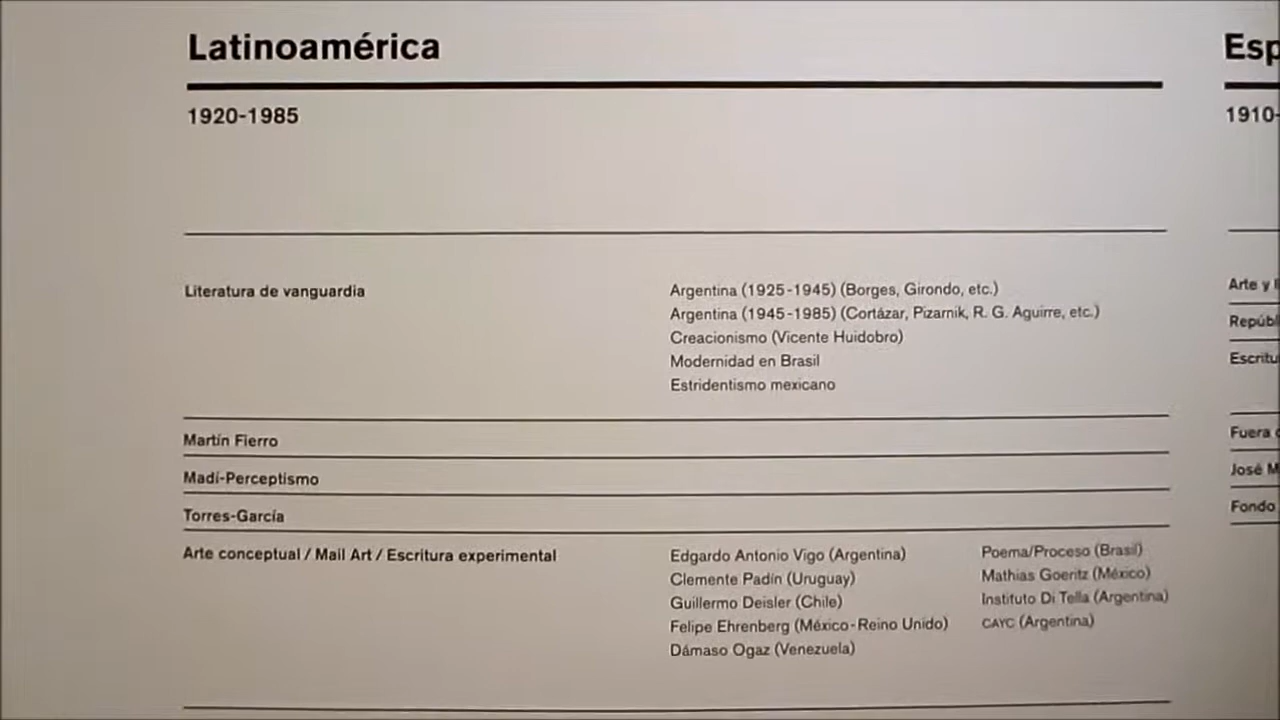 Latinoamérica
1920-1985
Literatura de vanguardia
Argentina (1925-1945) (Borges, Girondo, etc.)
Argentina (1945-1985) (Cortázar, Pizarnik, R. G. Aguirre, etc.)
Creacionismo (Vicente Huidobro)
Modernidad en Brasil
Estridentismo mexicano
Martín Fierro
Madí-Perceptismo
Torres-García
Arte conceptual / Mail Art / Escritura experimental
Edgardo Antonio Vigo (Argentina)
Clemente Padín (Uruguay)
Guillermo Deisler (Chile)
Felipe Ehrenberg (México-Reino Unido)
Dámaso Ogaz (Venezuela)
Poema/Proceso (Brasil)
Mathias Goeritz (México)
Instituto Di Tella (Argentina)
CAYC (Argentina)
Esp
1910-
Arte y
Repúbl
Escritu
Fuera
José M
Fondo